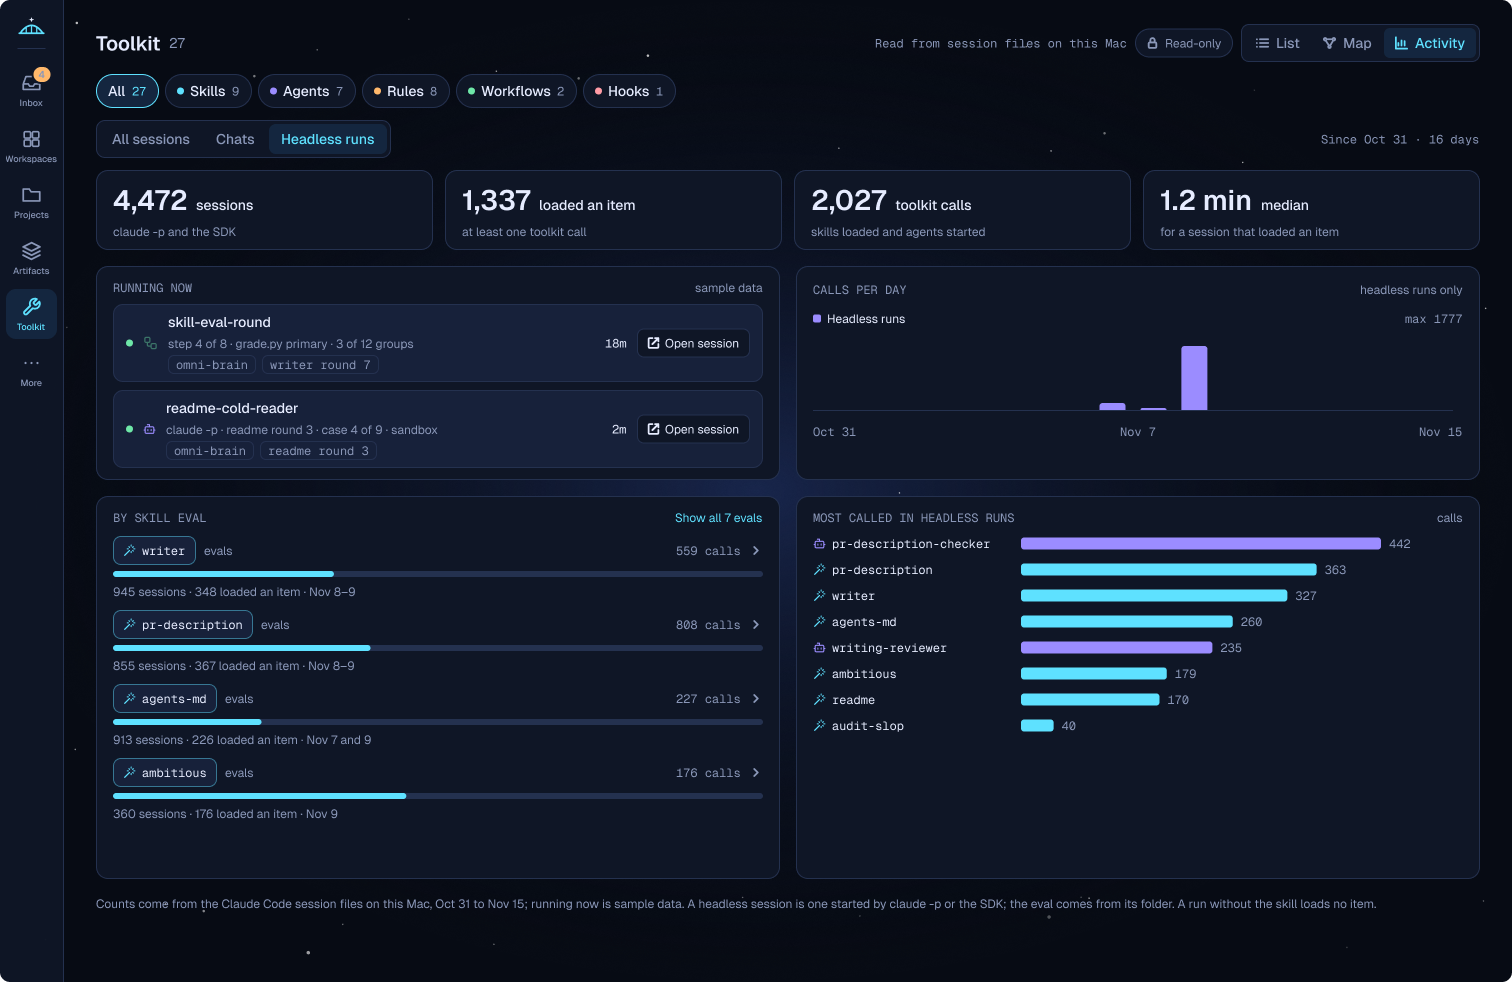 4
Inbox
Workspaces
Projects
Artifacts
Toolkit
More
Toolkit 27
Read from session files on this Mac
Read-only
List
Map
Activity
All 27
Skills 9
Agents 7
Rules 8
Workflows 2
Hooks 1
All sessions
Chats
Headless runs
Since Oct 31 · 16 days
4,472 sessions
claude -p and the SDK
1,337 loaded an item
at least one toolkit call
2,027 toolkit calls
skills loaded and agents started
1.2 min median
for a session that loaded an item
RUNNING NOW
sample data
skill-eval-round
step 4 of 8 · grade.py primary · 3 of 12 groups
omni-brain
writer round 7
18m
Open session
readme-cold-reader
claude -p · readme round 3 · case 4 of 9 · sandbox
omni-brain
readme round 3
2m
Open session
CALLS PER DAY
headless runs only
Headless runs
max 1777
Oct 31
Nov 7
Nov 15
BY SKILL EVAL
Show all 7 evals
writer evals
559 calls
945 sessions · 348 loaded an item · Nov 8–9
pr-description evals
808 calls
855 sessions · 367 loaded an item · Nov 8–9
agents-md evals
227 calls
913 sessions · 226 loaded an item · Nov 7 and 9
ambitious evals
176 calls
360 sessions · 176 loaded an item · Nov 9
MOST CALLED IN HEADLESS RUNS
calls
pr-description-checker 442
pr-description 363
writer 327
agents-md 260
writing-reviewer 235
ambitious 179
readme 170
audit-slop 40
Counts come from the Claude Code session files on this Mac, Oct 31 to Nov 15; running now is sample data. A headless session is one started by claude -p or the SDK; the eval comes from its folder. A run without the skill loads no item.